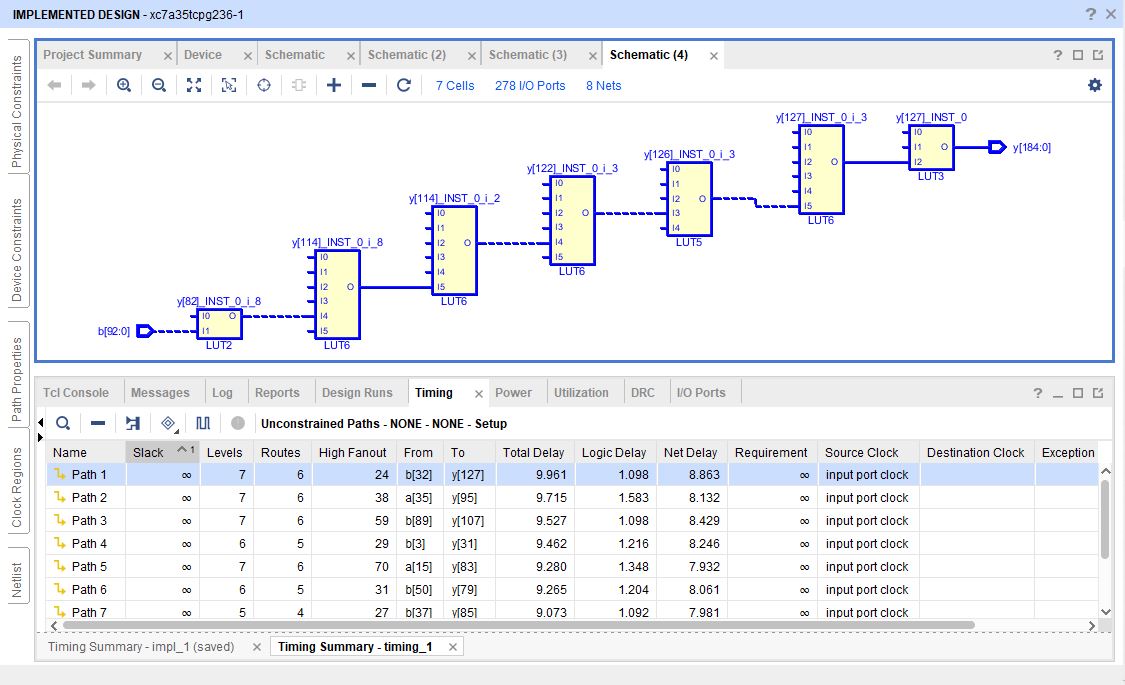 IMPLEMENTED DESIGN - xc7a35tcpg236-1
Physical Constraints
Device Constraints
Path Properties
Clock Regions
Netlist
Project Summary Device Schematic Schematic (2) Schematic (3) Schematic (4)
7 Cells 278 I/O Ports 8 Nets
b[92:0]
y[82]_INST_0_i_8
I0 O
I1
LUT2
y[114]_INST_0_i_8
I0
I1
I2 O
I3
I4
I5
LUT6
y[114]_INST_0_i_2
I0
I1
I2 O
I3
I4
I5
LUT6
y[122]_INST_0_i_3
I0
I1
I2 O
I3
I4
I5
LUT6
y[126]_INST_0_i_3
I0
I1
I2 O
I3
I4
LUT5
y[127]_INST_0_i_3
I0
I1
I2 O
I3
I4
I5
LUT6
y[127]_INST_0
I0
I1 O
I2
LUT3
y[184:0]
Tcl Console Messages Log Reports Design Runs Timing Power Utilization DRC I/O Ports
Unconstrained Paths - NONE - NONE - Setup
Name Slack 1 Levels Routes High Fanout From To Total Delay Logic Delay Net Delay Requirement Source Clock Destination Clock Exception
Path 1 ∞ 7 6 24 b[32] y[127] 9.961 1.098 8.863 ∞ input port clock
Path 2 ∞ 7 6 38 a[35] y[95] 9.715 1.583 8.132 ∞ input port clock
Path 3 ∞ 7 6 59 b[89] y[107] 9.527 1.098 8.429 ∞ input port clock
Path 4 ∞ 6 5 29 b[3] y[31] 9.462 1.216 8.246 ∞ input port clock
Path 5 ∞ 7 6 70 a[15] y[83] 9.280 1.348 7.932 ∞ input port clock
Path 6 ∞ 6 5 31 b[50] y[79] 9.265 1.204 8.061 ∞ input port clock
Path 7 ∞ 5 4 27 b[37] y[85] 9.073 1.092 7.981 ∞ input port clock
Timing Summary - impl_1 (saved) Timing Summary - timing_1